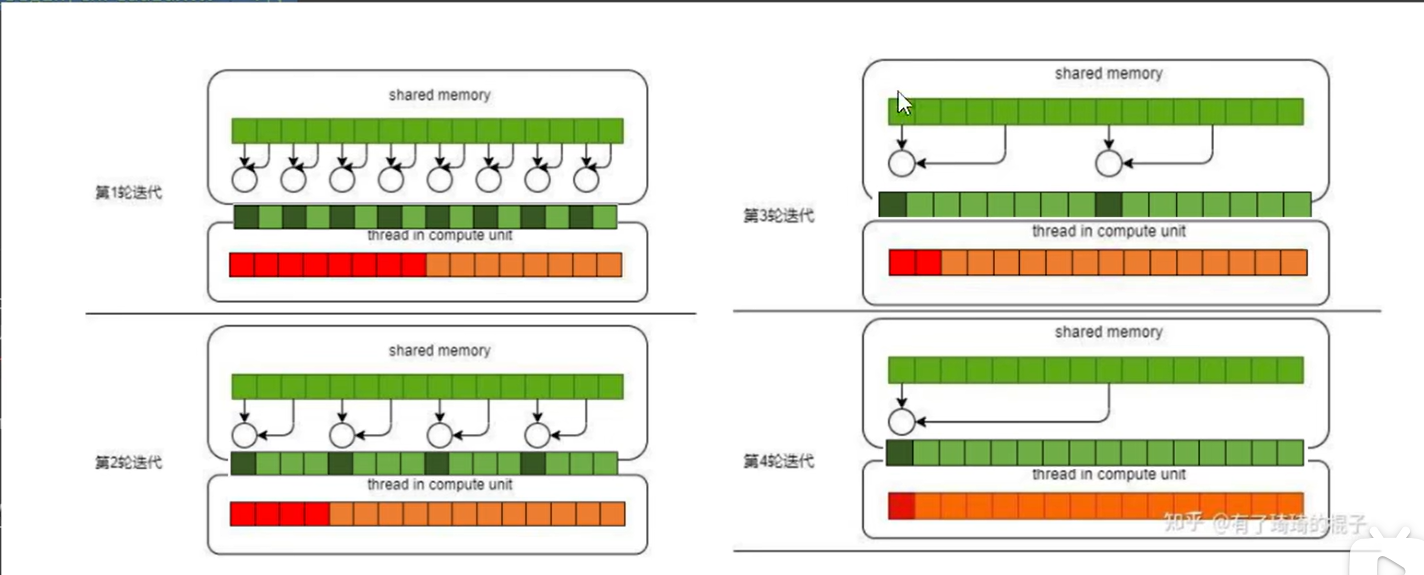 shared memory
第1轮迭代
thread in compute unit
shared memory
第2轮迭代
thread in compute unit
shared memory
第3轮迭代
thread in compute unit
shared memory
第4轮迭代
thread in compute unit
知乎 @有了琦琦的棍子